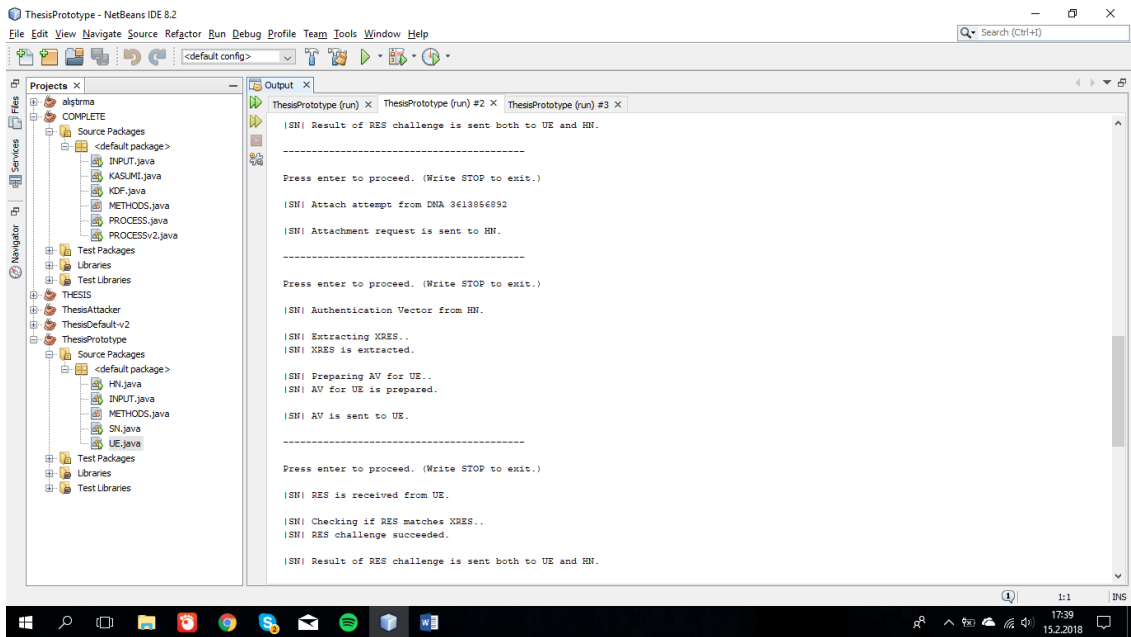 ThesisPrototype - NetBeans IDE 8.2
File Edit View Navigate Source Refactor Run Debug Profile Team Tools Window Help
Search (Ctrl+I)
<default config>
Files
Services
Navigator
Projects
alıştırma
COMPLETE
Source Packages
<default package>
INPUT.java
KASUMI.java
KDF.java
METHODS.java
PROCESS.java
PROCESSv2.java
Test Packages
Libraries
Test Libraries
THESIS
ThesisAttacker
ThesisDefault-v2
ThesisPrototype
Source Packages
<default package>
HN.java
INPUT.java
METHODS.java
SN.java
UE.java
Test Packages
Libraries
Test Libraries
Output
ThesisPrototype (run) ThesisPrototype (run) #2 ThesisPrototype (run) #3
|SN| Result of RES challenge is sent both to UE and HN.
------------------------------------------
Press enter to proceed. (Write STOP to exit.)
|SN| Attach attempt from DNA 3613856892
|SN| Attachment request is sent to HN.
------------------------------------------
Press enter to proceed. (Write STOP to exit.)
|SN| Authentication Vector from HN.
|SN| Extracting XRES..
|SN| XRES is extracted.
|SN| Preparing AV for UE..
|SN| AV for UE is prepared.
|SN| AV is sent to UE.
------------------------------------------
Press enter to proceed. (Write STOP to exit.)
|SN| RES is received from UE.
|SN| Checking if RES matches XRES..
|SN| RES challenge succeeded.
|SN| Result of RES challenge is sent both to UE and HN.
1
1:1 INS
2
17:39
15.2.2018